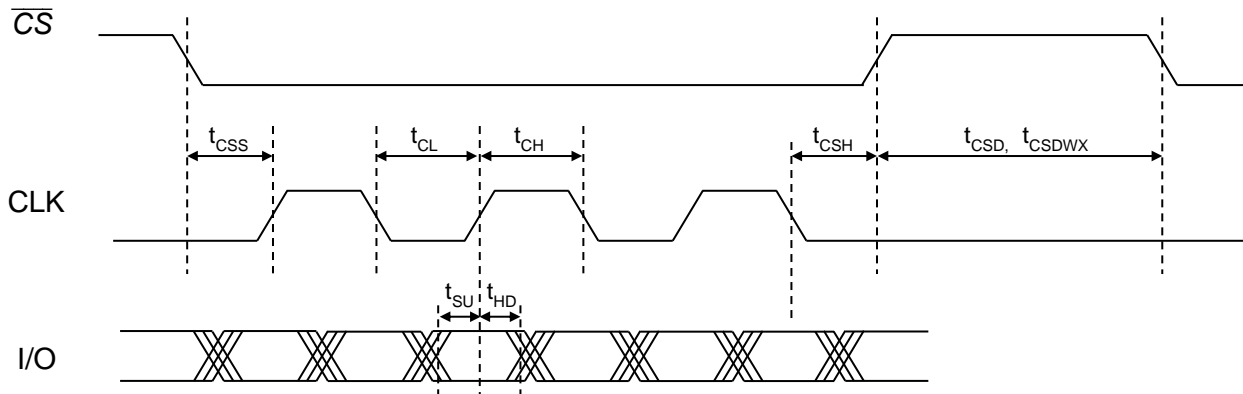 CS
tCSS
tCL
tCH
tCSH
tCSD, tCSDWX
CLK
tSU
tHD
I/O